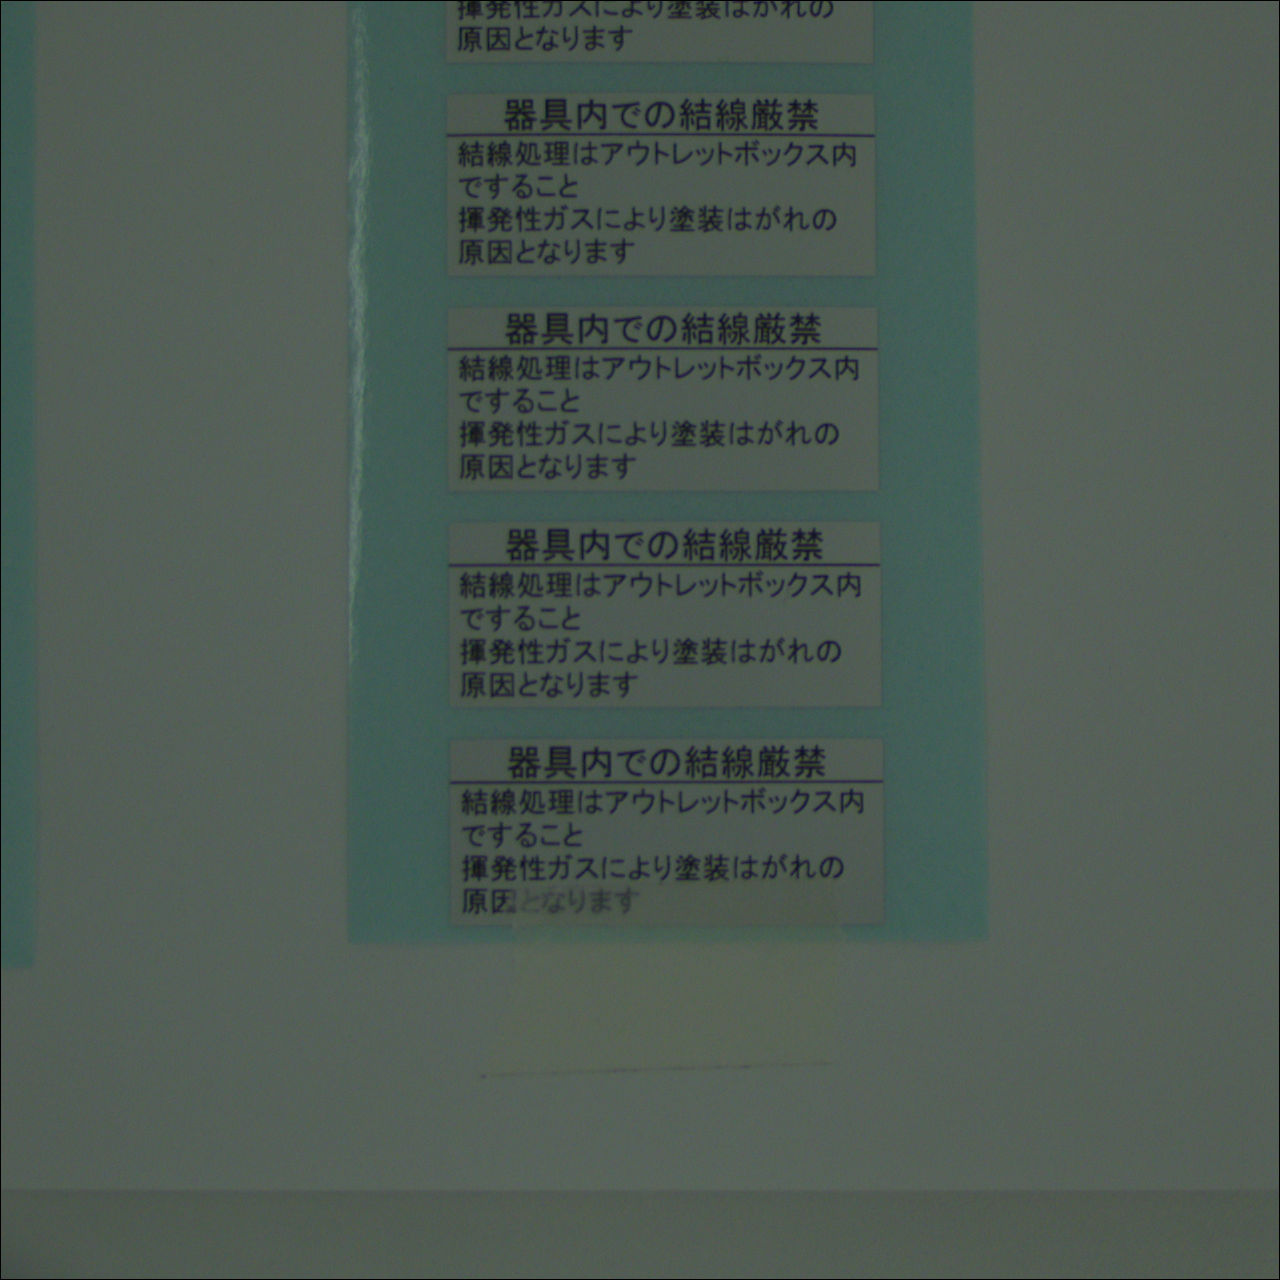 揮発性ガスにより塗装はがれの
原因となります
器具内での結線厳禁
結線処理はアウトレットボックス内
ですること
揮発性ガスにより塗装はがれの
原因となります
器具内での結線厳禁
結線処理はアウトレットボックス内
ですること
揮発性ガスにより塗装はがれの
原因となります
器具内での結線厳禁
結線処理はアウトレットボックス内
ですること
揮発性ガスにより塗装はがれの
原因となります
器具内での結線厳禁
結線処理はアウトレットボックス内
ですること
揮発性ガスにより塗装はがれの
原因となります